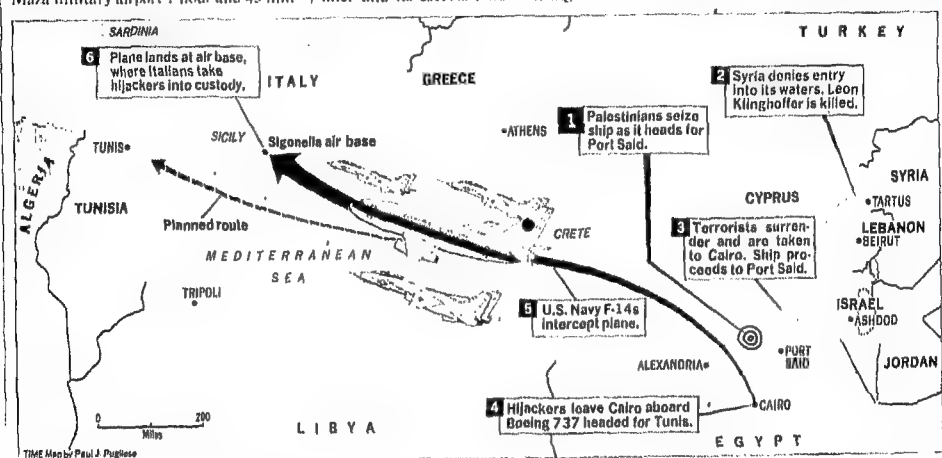 SARDINIA
TURKEY
6 Plane lands at air base,
where Italians take
hijackers into custody.
ITALY
GREECE
2 Syria denies entry
into its waters. Leon
Klinghoffer is killed.
1 Palestinians seize
ship as it heads for
Port Said.
ATHENS
SICILY
Sigonella air base
TUNIS
ALGERIA
TUNISIA
Planned route
SYRIA
TARTUS
CYPRUS
LEBANON
BEIRUT
3 Terrorists surren-
der and are taken
to Cairo. Ship pro-
ceeds to Port Said.
CRETE
MEDITERRANEAN
SEA
TRIPOLI
5 U.S. Navy F-14s
intercept plane.
ISRAEL
ASHDOD
PORT
SAID
JORDAN
ALEXANDRIA
4 Hijackers leave Cairo aboard
Boeing 737 headed for Tunis.
CAIRO
0 200
Miles
LIBYA
EGYPT
TIME Map by Paul J. Pugliese